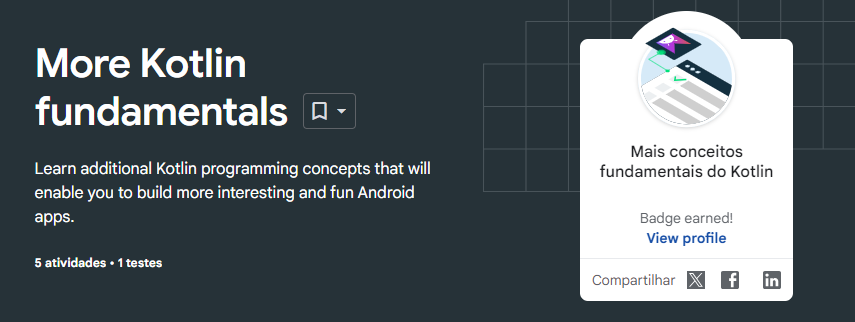 More Kotlin
fundamentals
Learn additional Kotlin programming concepts that will
enable you to build more interesting and fun Android
apps.
5 atividades • 1 testes
Mais conceitos
fundamentais do Kotlin
Badge earned!
View profile
Compartilhar